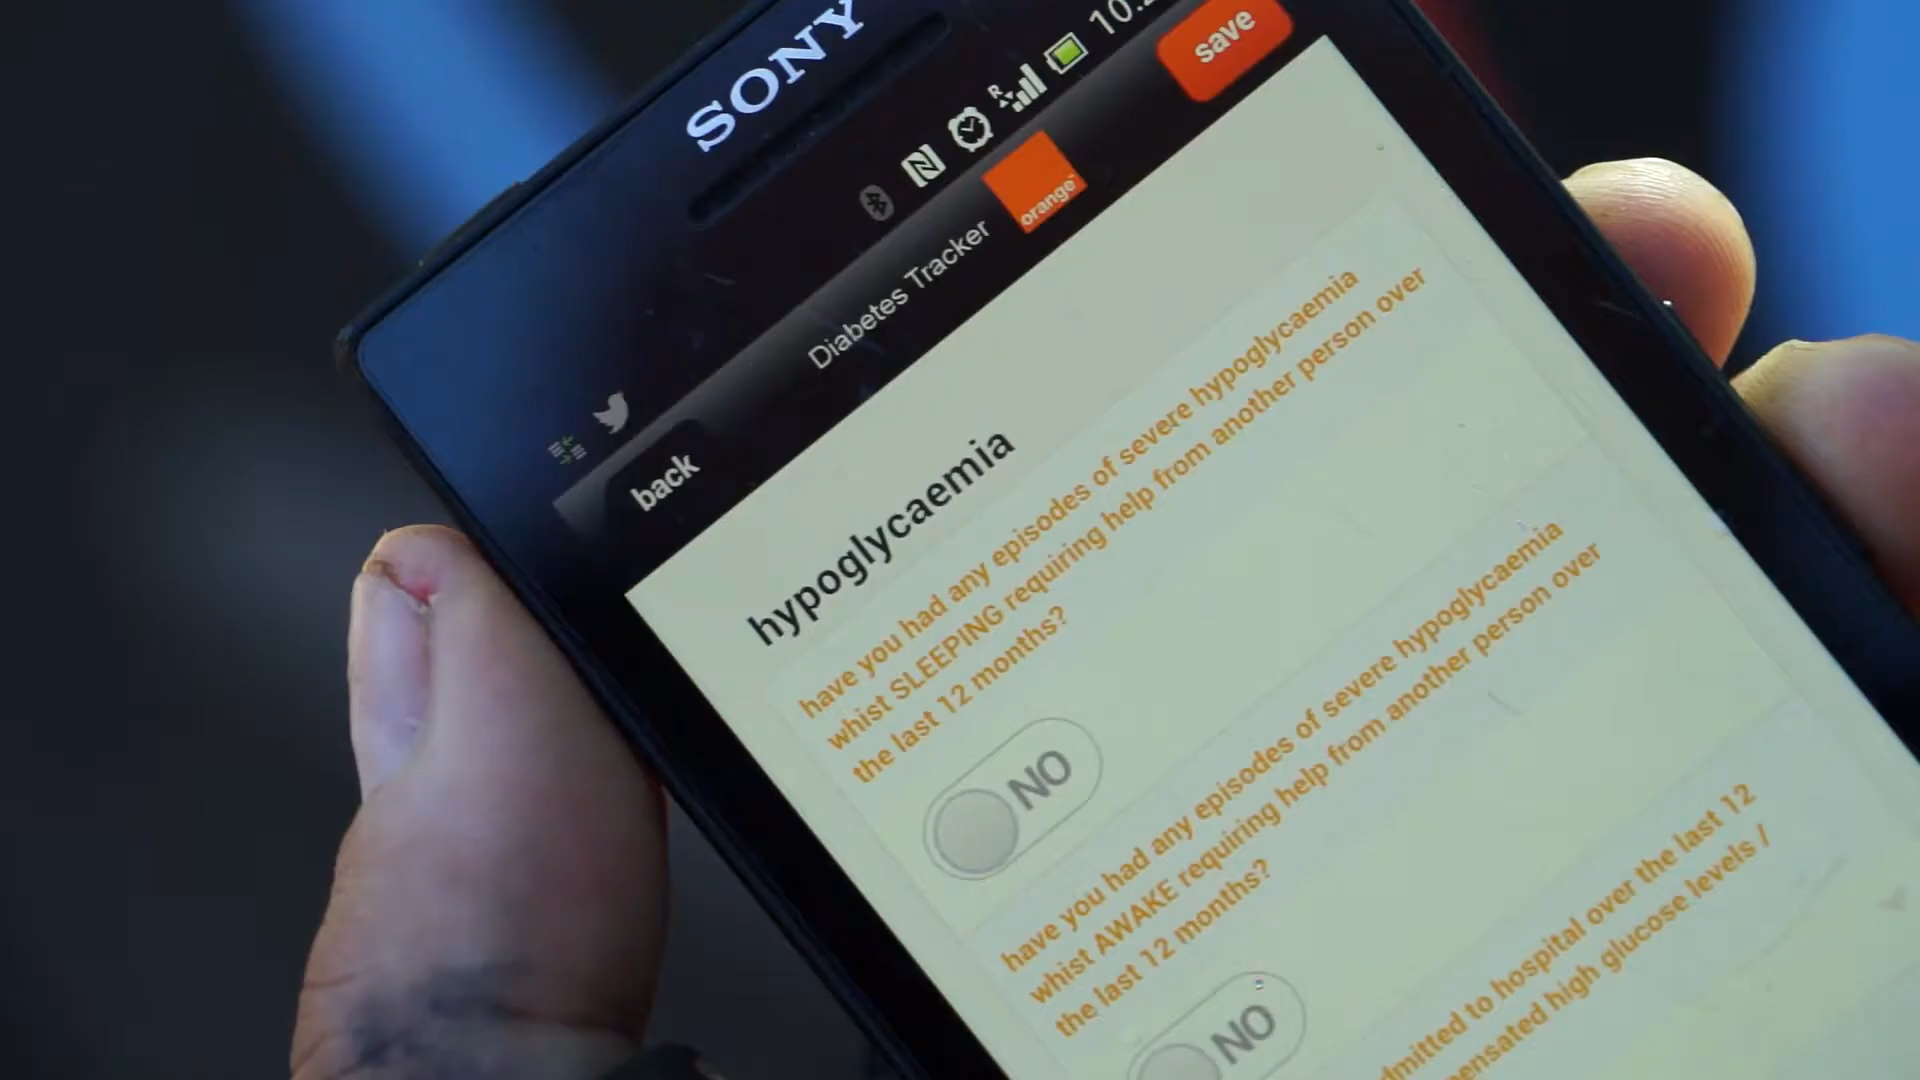 SONY
save
orange
Diabetes Tracker
back
hypoglycaemia
have you had any episodes of severe hypoglycaemia
whist SLEEPING requiring help from another person over
the last 12 months?
NO
have you had any episodes of severe hypoglycaemia
whist AWAKE requiring help from another person over
the last 12 months?
NO
to hospital over the last 12
high glucose levels /